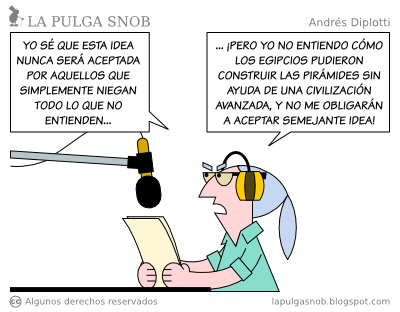 LA PULGA SNOB
Andrés Diplotti
YO SÉ QUE ESTA IDEA
NUNCA SERÁ ACEPTADA
POR AQUELLOS QUE
SIMPLEMENTE NIEGAN
TODO LO QUE NO
ENTIENDEN...
... ¡PERO YO NO ENTIENDO CÓMO
LOS EGIPCIOS PUDIERON
CONSTRUIR LAS PIRÁMIDES SIN
AYUDA DE UNA CIVILIZACIÓN
AVANZADA, Y NO ME OBLIGARÁN
A ACEPTAR SEMEJANTE IDEA!
cc Algunos derechos reservados
lapulgasnob.blogspot.com